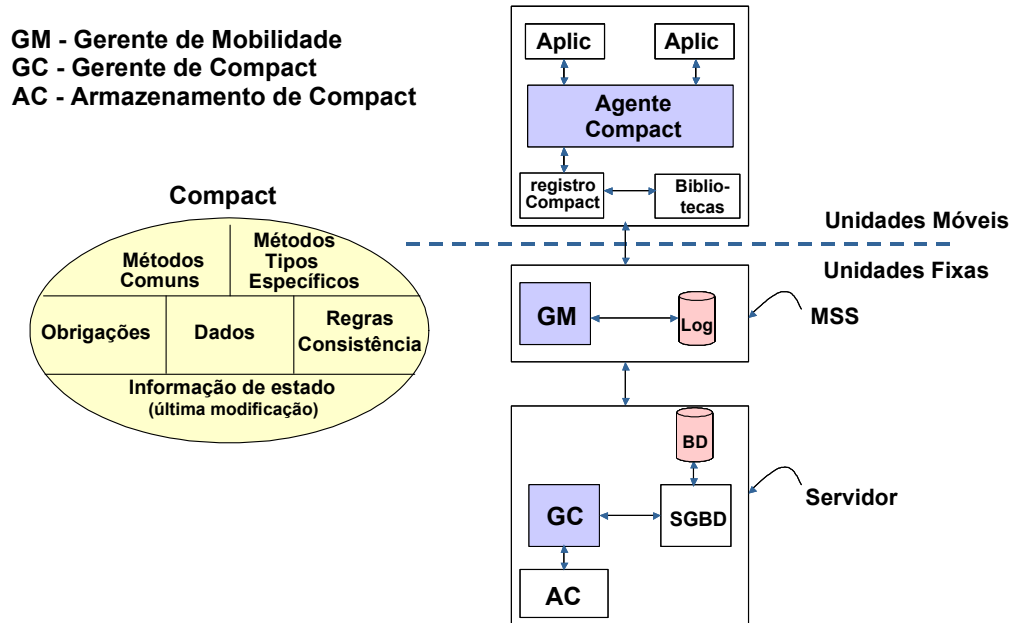 GM - Gerente de Mobilidade
GC - Gerente de Compact
AC - Armazenamento de Compact
Aplic
Aplic
Agente
Compact
registro
Compact
Biblio-
tecas
Compact
Métodos
Comuns
Métodos
Tipos
Específicos
Obrigações
Dados
Regras
Consistência
Informação de estado
(última modificação)
Unidades Móveis
Unidades Fixas
GM
Log
MSS
BD
GC
SGBD
Servidor
AC